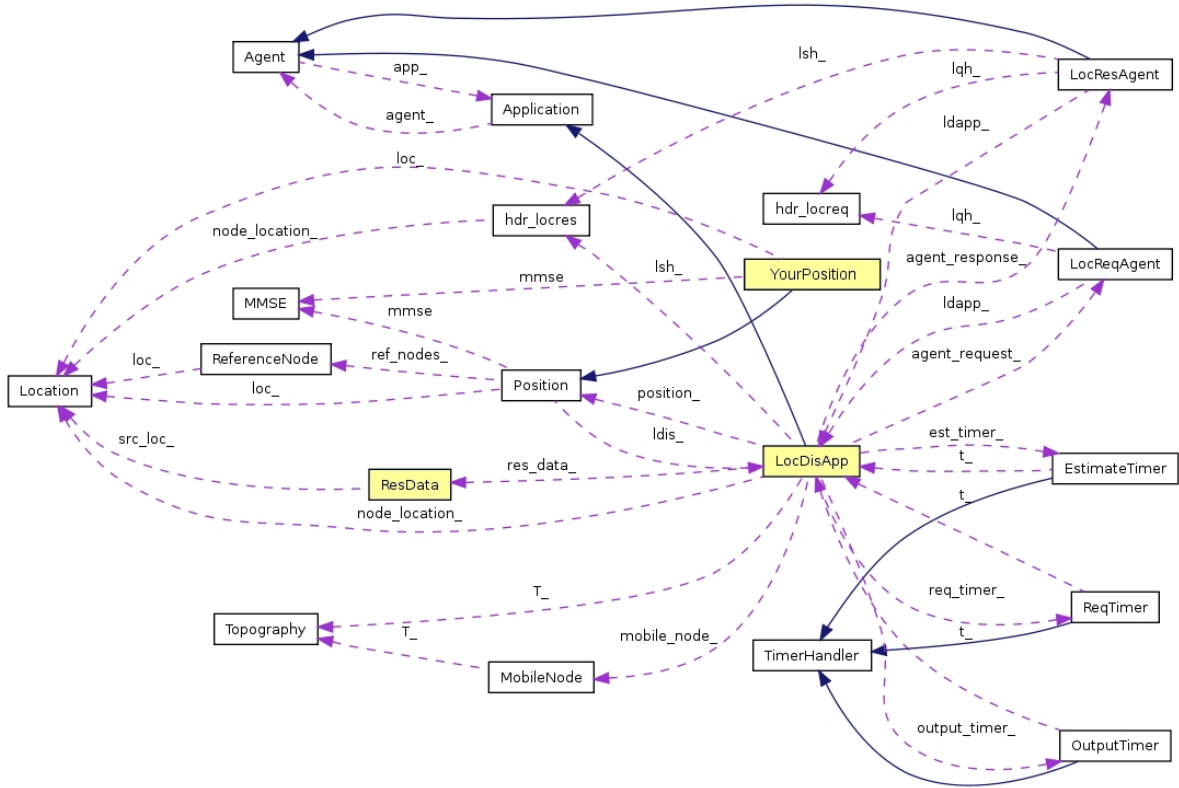 lsh_
Agent
app_
lqh_
LocResAgent
Application
agent_
ldapp_
loc_
hdr_locreq
lqh_
hdr_locres
node_location_
agent_response_
LocReqAgent
lsh_
YourPosition
mmse
MMSE
ldapp_
mmse
ReferenceNode
ref_nodes_
agent_request_
loc_
Position
Location
loc_
position_
src_loc_
ldis_
est_timer_
LocDisApp
t_
EstimateTimer
res_data_
ResData
t_
node_location_
T_
req_timer_
ReqTimer
Topography
T_
mobile_node_
t_
TimerHandler
MobileNode
output_timer_
OutputTimer